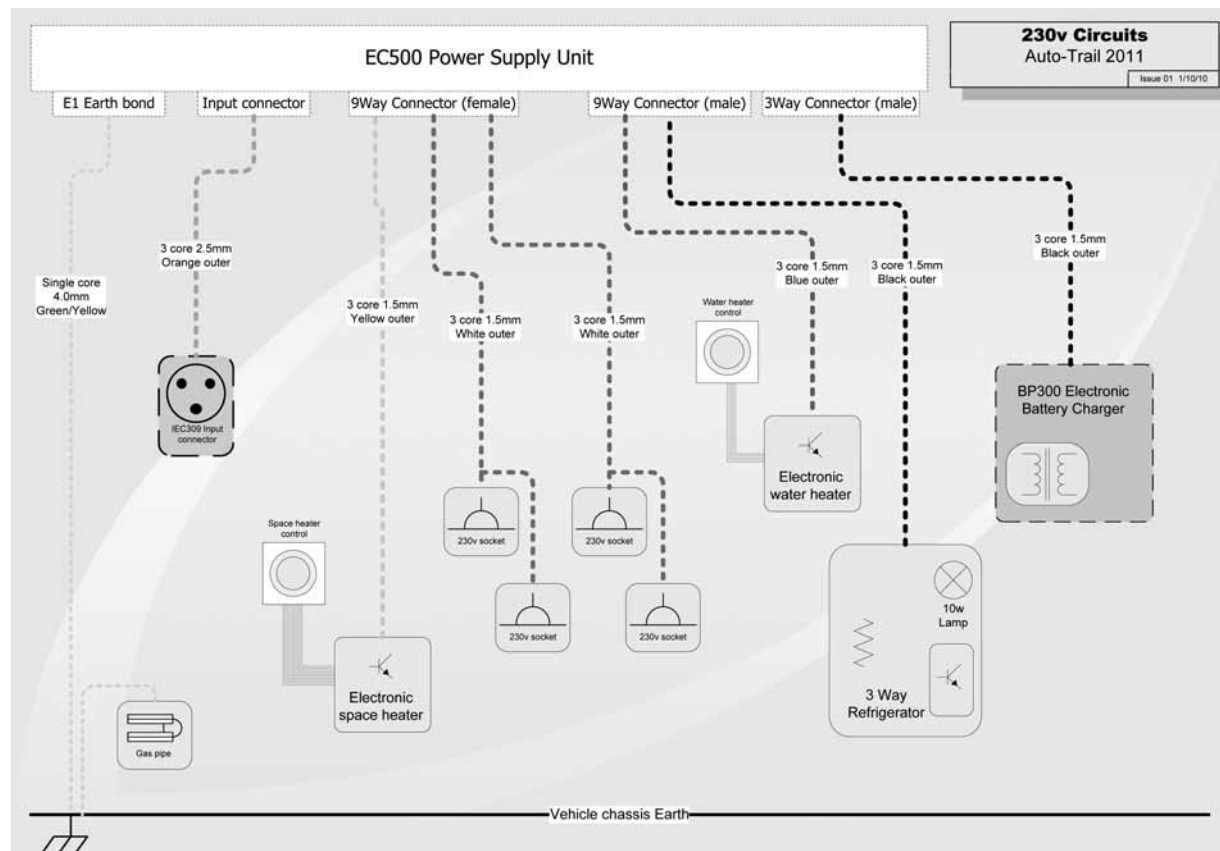 230v Circuits
Auto-Trail 2011
Issue 01 1/10/10
EC500 Power Supply Unit
E1 Earth bond
Input connector
9Way Connector (female)
9Way Connector (male)
3Way Connector (male)
3 core 2.5mm
Orange outer
Single core
4.0mm
Green/Yellow
3 core 1.5mm
Yellow outer
3 core 1.5mm
White outer
3 core 1.5mm
White outer
3 core 1.5mm
Blue outer
3 core 1.5mm
Black outer
3 core 1.5mm
Black outer
Water heater
control
IEC309 Input
connector
BP300 Electronic
Battery Charger
Electronic
water heater
230v socket
230v socket
Space heater
control
230v socket
230v socket
10w
Lamp
3 Way
Refrigerator
Electronic
space heater
Gas pipe
Vehicle chassis Earth